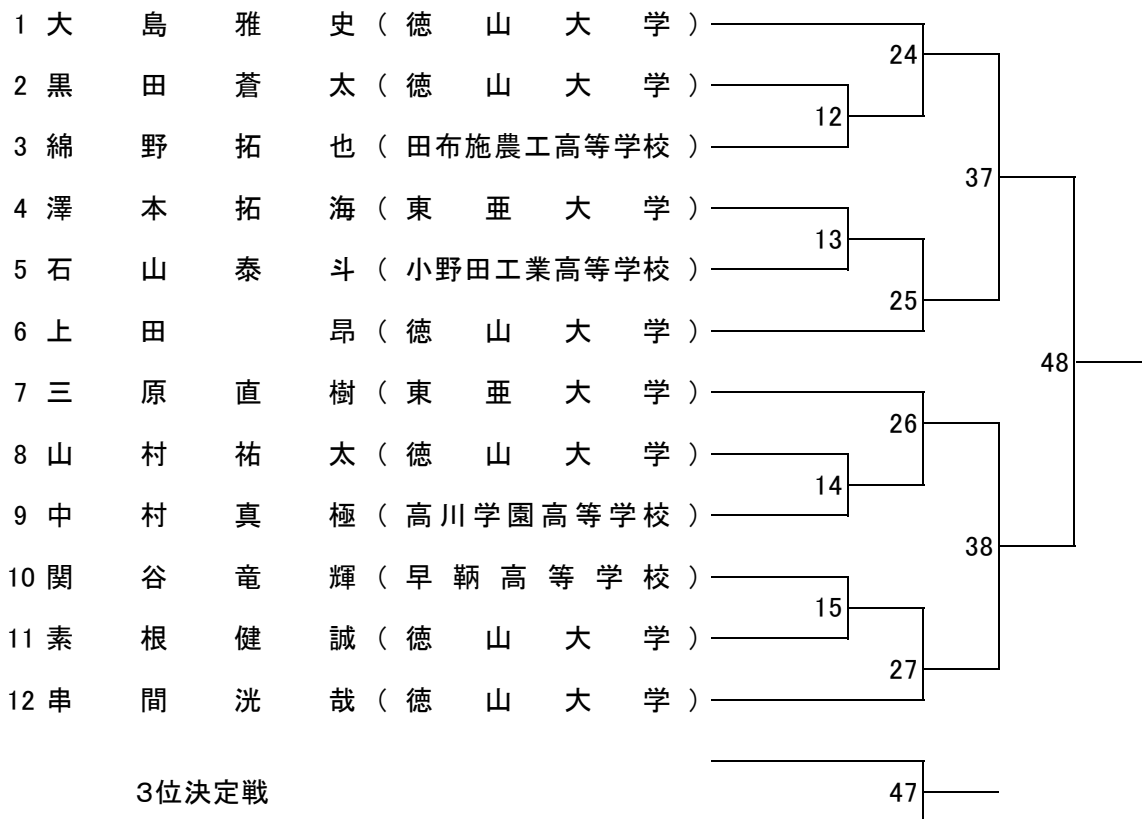 1 大島雅史（徳山大学）
24
2 黒田蒼太（徳山大学）
12
3 綿野拓也（田布施農工高等学校）
37
4 澤本拓海（東亜大学）
13
5 石山泰斗（小野田工業高等学校）
25
6 上田昂（徳山大学）
48
7 三原直樹（東亜大学）
26
8 山村祐太（徳山大学）
14
9 中村真極（高川学園高等学校）
38
10 関谷竜輝（早鞆高等学校）
15
11 素根健誠（徳山大学）
27
12 串間洸哉（徳山大学）
3位決定戦
47